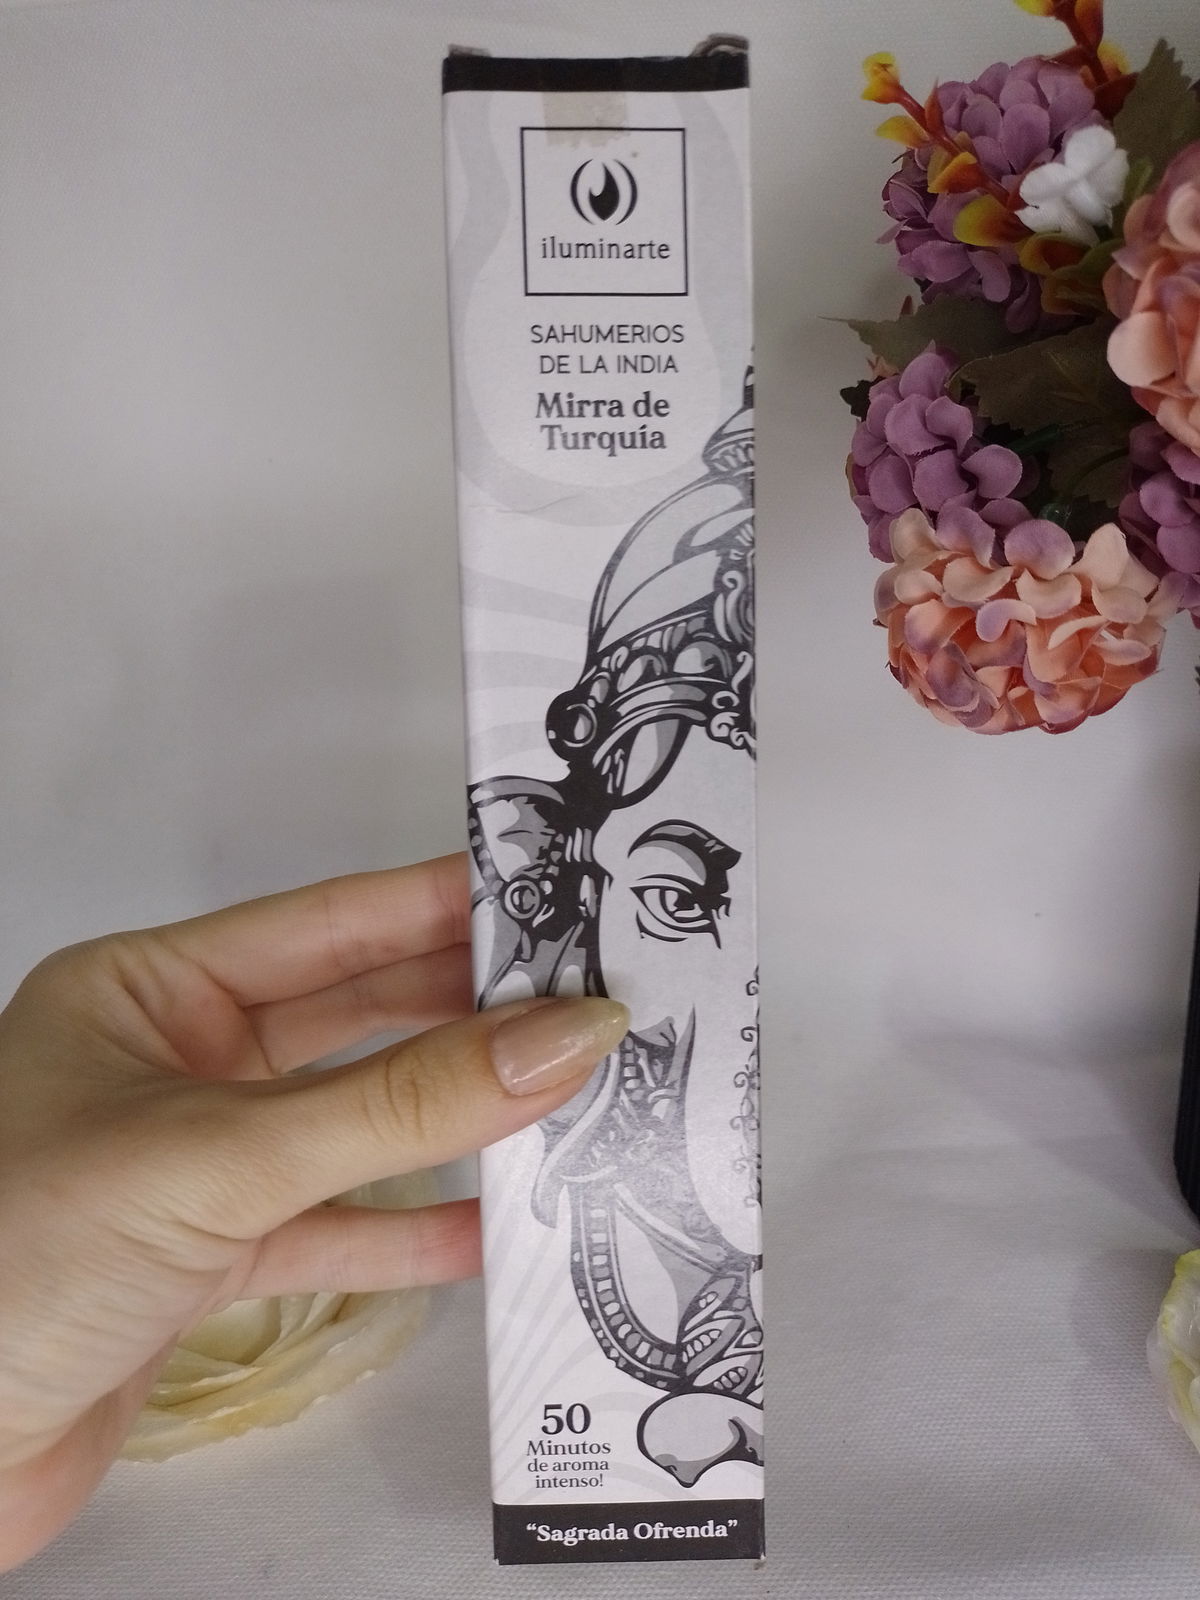 iluminarte
SAHUMERIOS
DE LA INDIA
Mirra de
Turquía
50
Minutos
de aroma
intenso!
“Sagrada Ofrenda”